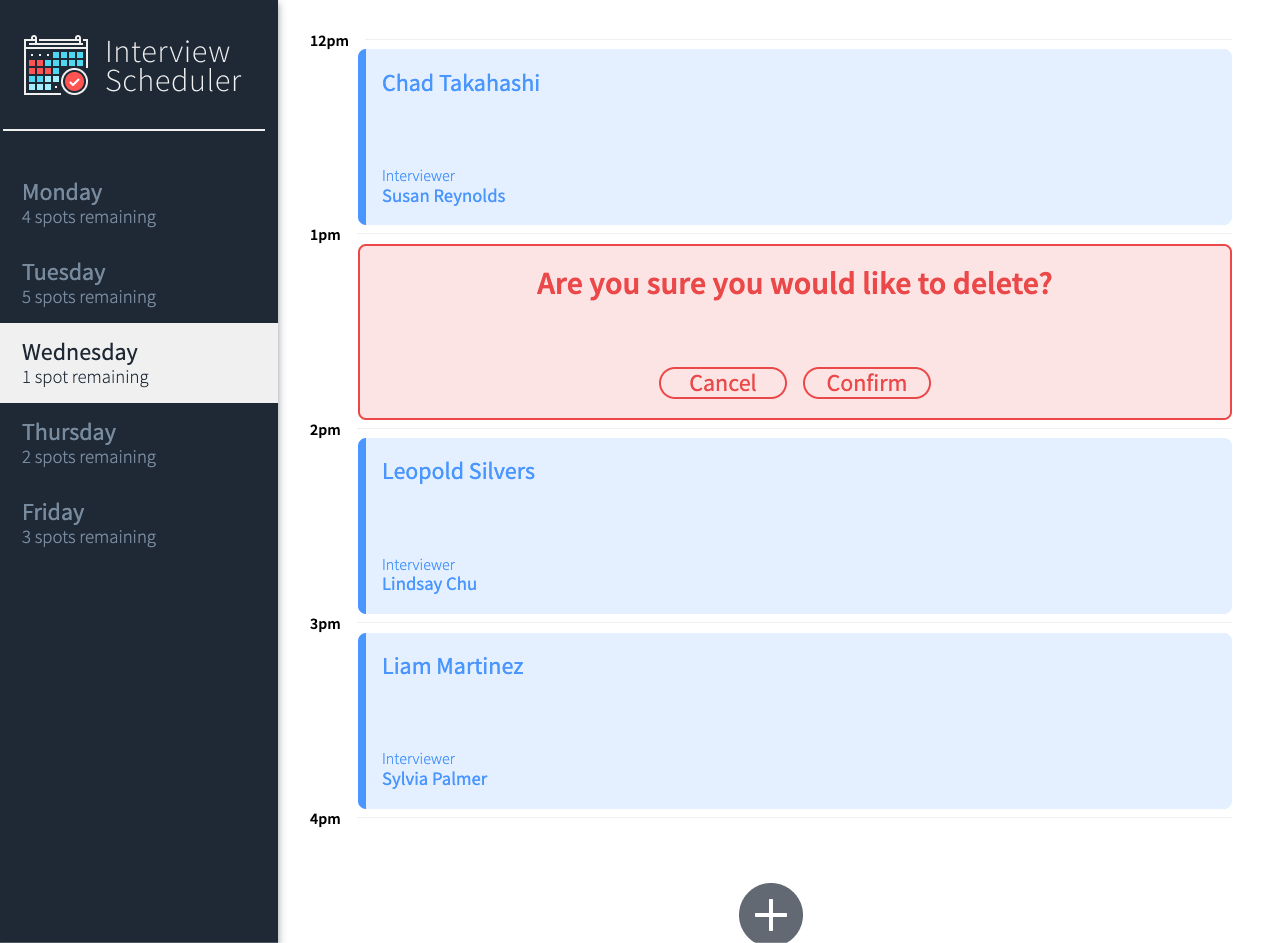 Interview
Scheduler
Monday
4 spots remaining
Tuesday
5 spots remaining
Wednesday
1 spot remaining
Thursday
2 spots remaining
Friday
3 spots remaining
12pm
Chad Takahashi
Interviewer
Susan Reynolds
1pm
Are you sure you would like to delete?
Cancel Confirm
2pm
Leopold Silvers
Interviewer
Lindsay Chu
3pm
Liam Martinez
Interviewer
Sylvia Palmer
4pm